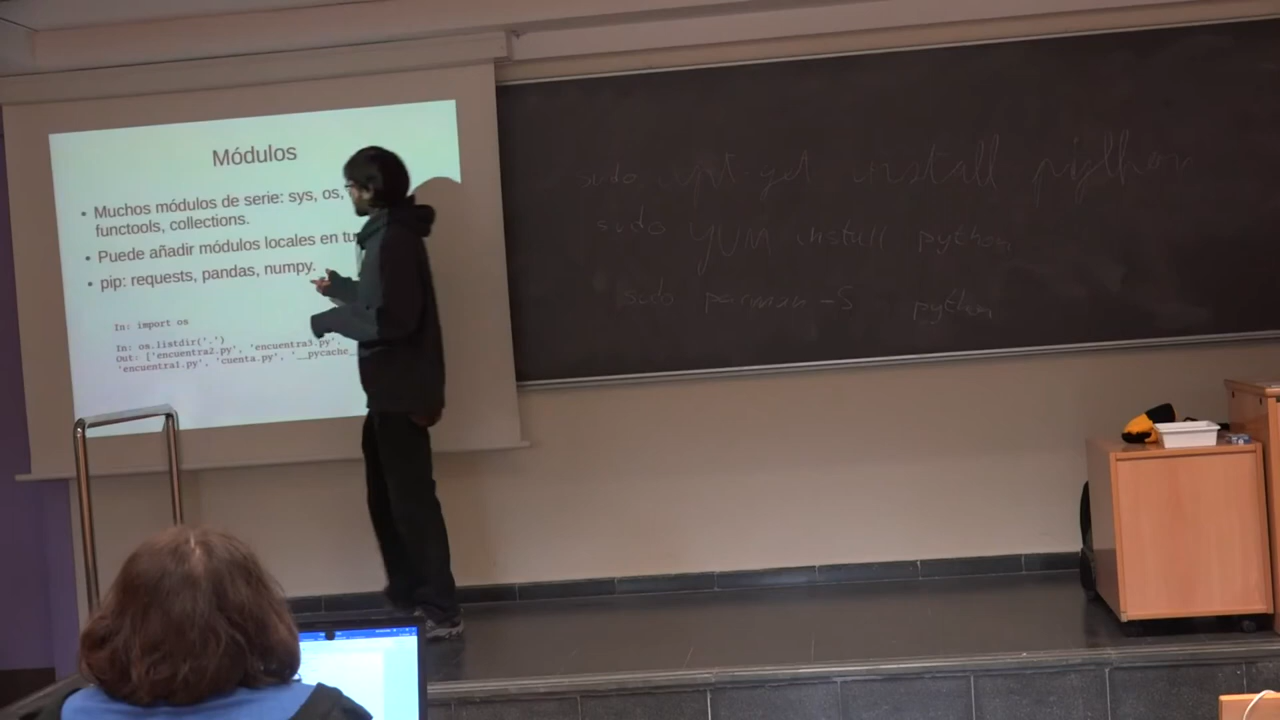 Módulos
• Muchos módulos de serie: sys, os,
functools, collections.
• Puede añadir módulos locales en tu
• pip: requests, pandas, numpy.
In: import os
In: os.listdir('.')
Out: ['encuentra2.py', 'encuentra3.py',
'encuentra1.py', 'cuenta.py', '__pycache_
sudo apt-get install python
sudo YUM install python
sudo -S python